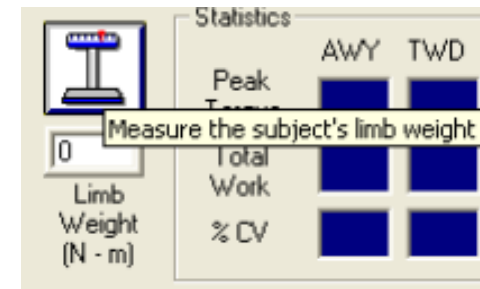 Statistics
AWY TWD
Peak
Measure the subject's limb weight
0
Total
Work
Limb
Weight
(N - m)
% CV